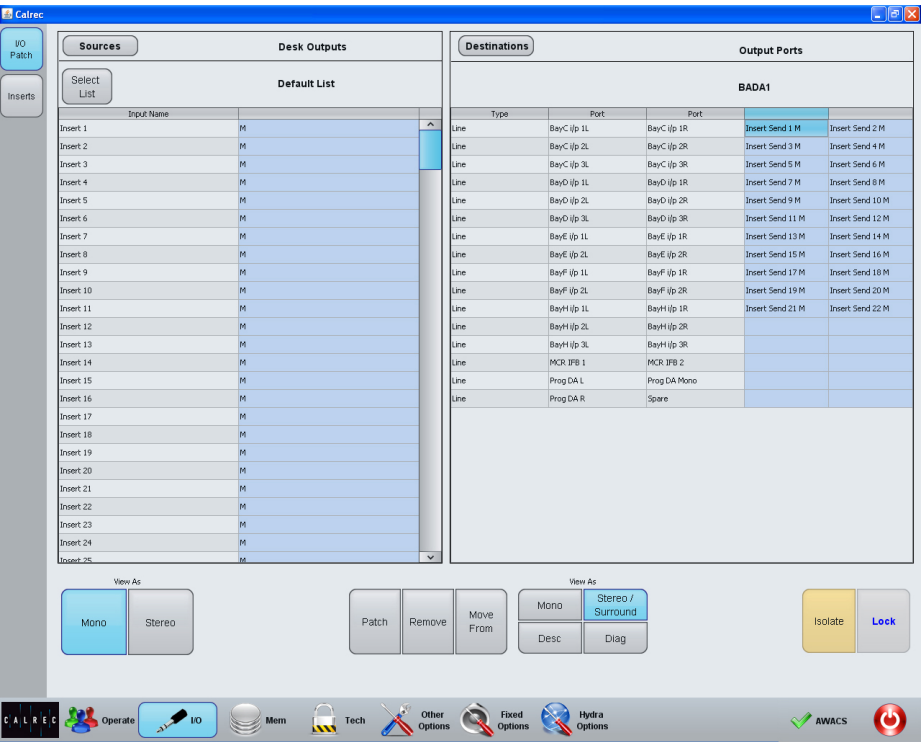 Calrec
I/O Patch
Inserts
Sources
Desk Outputs
Select List
Default List
Input Name
Insert 1 M
Insert 2 M
Insert 3 M
Insert 4 M
Insert 5 M
Insert 6 M
Insert 7 M
Insert 8 M
Insert 9 M
Insert 10 M
Insert 11 M
Insert 12 M
Insert 13 M
Insert 14 M
Insert 15 M
Insert 16 M
Insert 17 M
Insert 18 M
Insert 19 M
Insert 20 M
Insert 21 M
Insert 22 M
Insert 23 M
Insert 24 M
Insert 25 M
Destinations
Output Ports
BADA1
Type Port Port
Line BayC i/p 1L BayC i/p 1R Insert Send 1 M Insert Send 2 M
Line BayC i/p 2L BayC i/p 2R Insert Send 3 M Insert Send 4 M
Line BayC i/p 3L BayC i/p 3R Insert Send 5 M Insert Send 6 M
Line BayD i/p 1L BayD i/p 1R Insert Send 7 M Insert Send 8 M
Line BayD i/p 2L BayD i/p 2R Insert Send 9 M Insert Send 10 M
Line BayD i/p 3L BayD i/p 3R Insert Send 11 M Insert Send 12 M
Line BayE i/p 1L BayE i/p 1R Insert Send 13 M Insert Send 14 M
Line BayE i/p 2L BayE i/p 2R Insert Send 15 M Insert Send 16 M
Line BayF i/p 1L BayF i/p 1R Insert Send 17 M Insert Send 18 M
Line BayF i/p 2L BayF i/p 2R Insert Send 19 M Insert Send 20 M
Line BayH i/p 1L BayH i/p 1R Insert Send 21 M Insert Send 22 M
Line BayH i/p 2L BayH i/p 2R
Line BayH i/p 3L BayH i/p 3R
Line MCR IFB 1 MCR IFB 2
Line Prog DA L Prog DA Mono
Line Prog DA R Spare
View As
Mono Stereo
Patch Remove Move From
View As
Mono Stereo / Surround
Desc Diag
Isolate Lock
CALREC Operate I/O Mem Tech Other Options Fixed Options Hydra Options AWACS